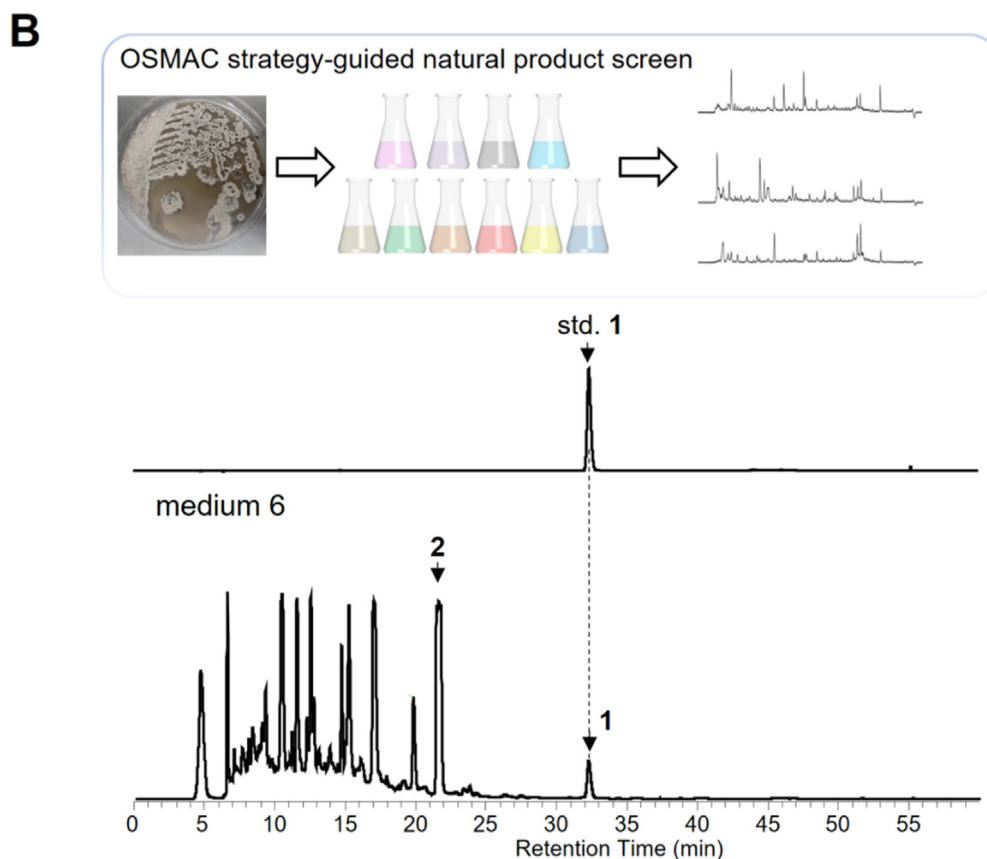 B
OSMAC strategy-guided natural product screen
std. 1
medium 6
2
1
0 5 10 15 20 25 30 35 40 45 50 55
Retention Time (min)